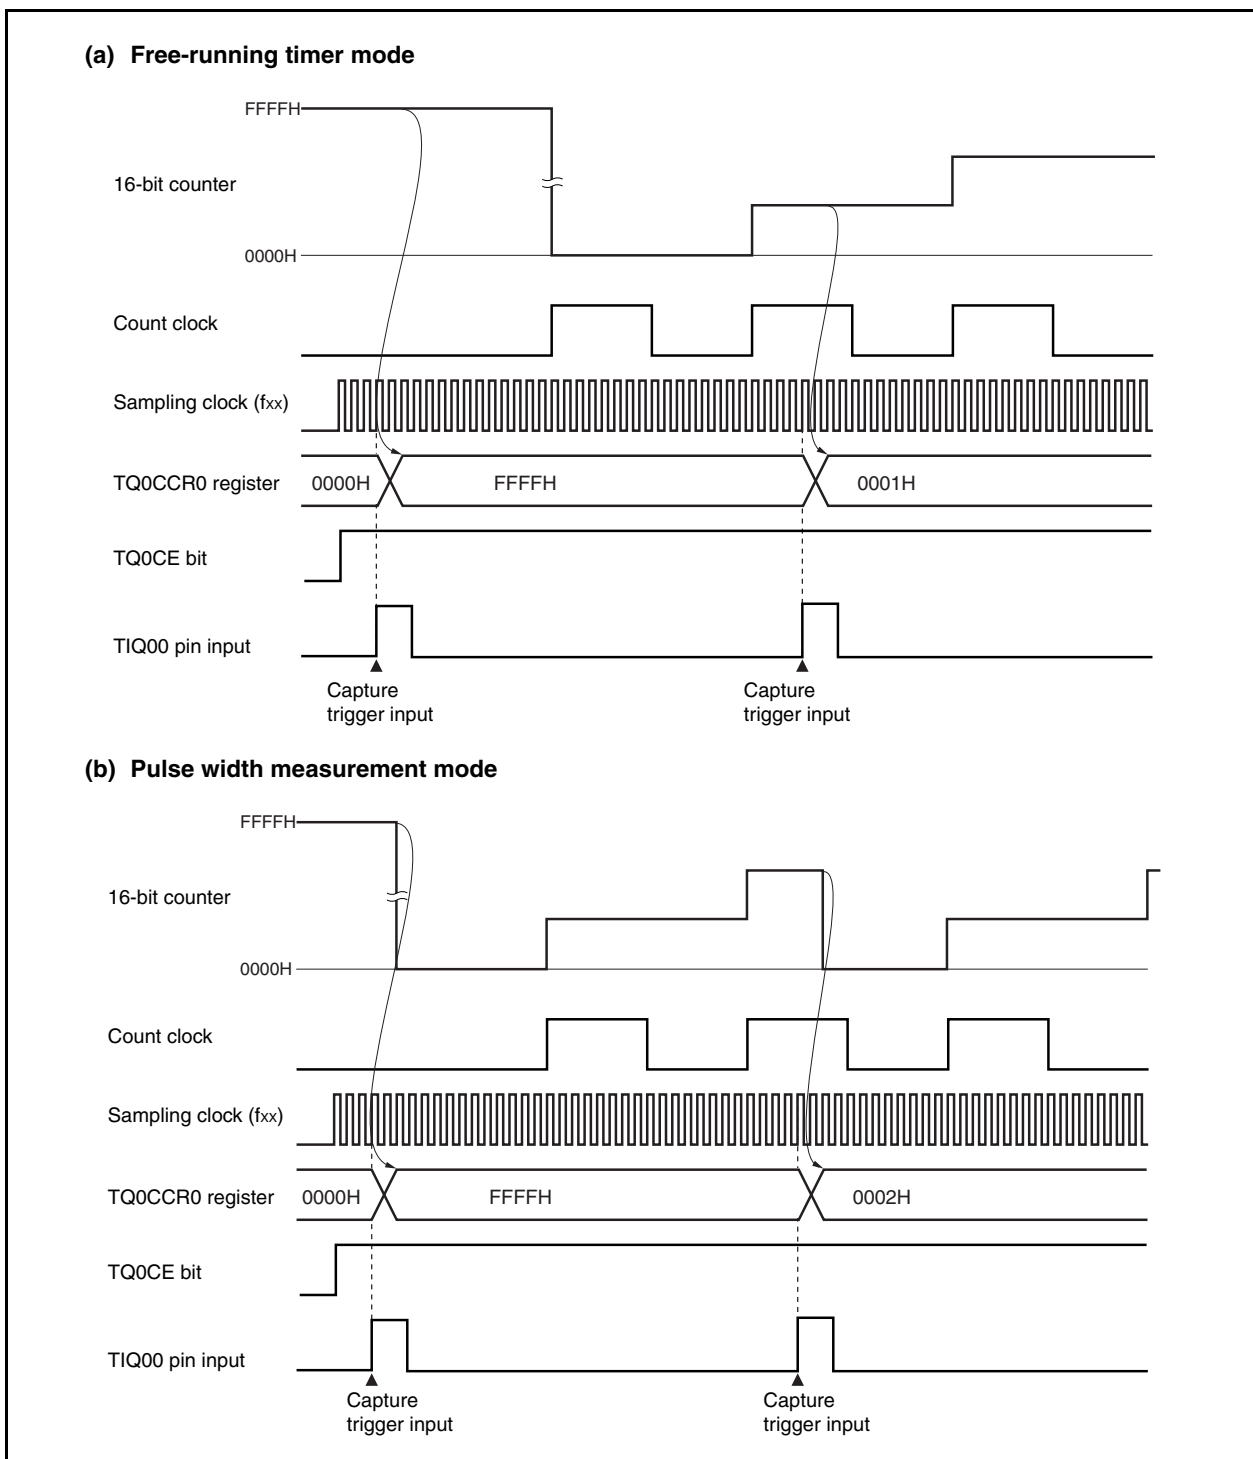 (a) Free-running timer mode
FFFFH
16-bit counter
0000H
Count clock
Sampling clock (fxx)
TQ0CCR0 register
0000H
FFFFH
0001H
TQ0CE bit
TIQ00 pin input
Capture
trigger input
Capture
trigger input
(b) Pulse width measurement mode
FFFFH
16-bit counter
0000H
Count clock
Sampling clock (fxx)
TQ0CCR0 register
0000H
FFFFH
0002H
TQ0CE bit
TIQ00 pin input
Capture
trigger input
Capture
trigger input